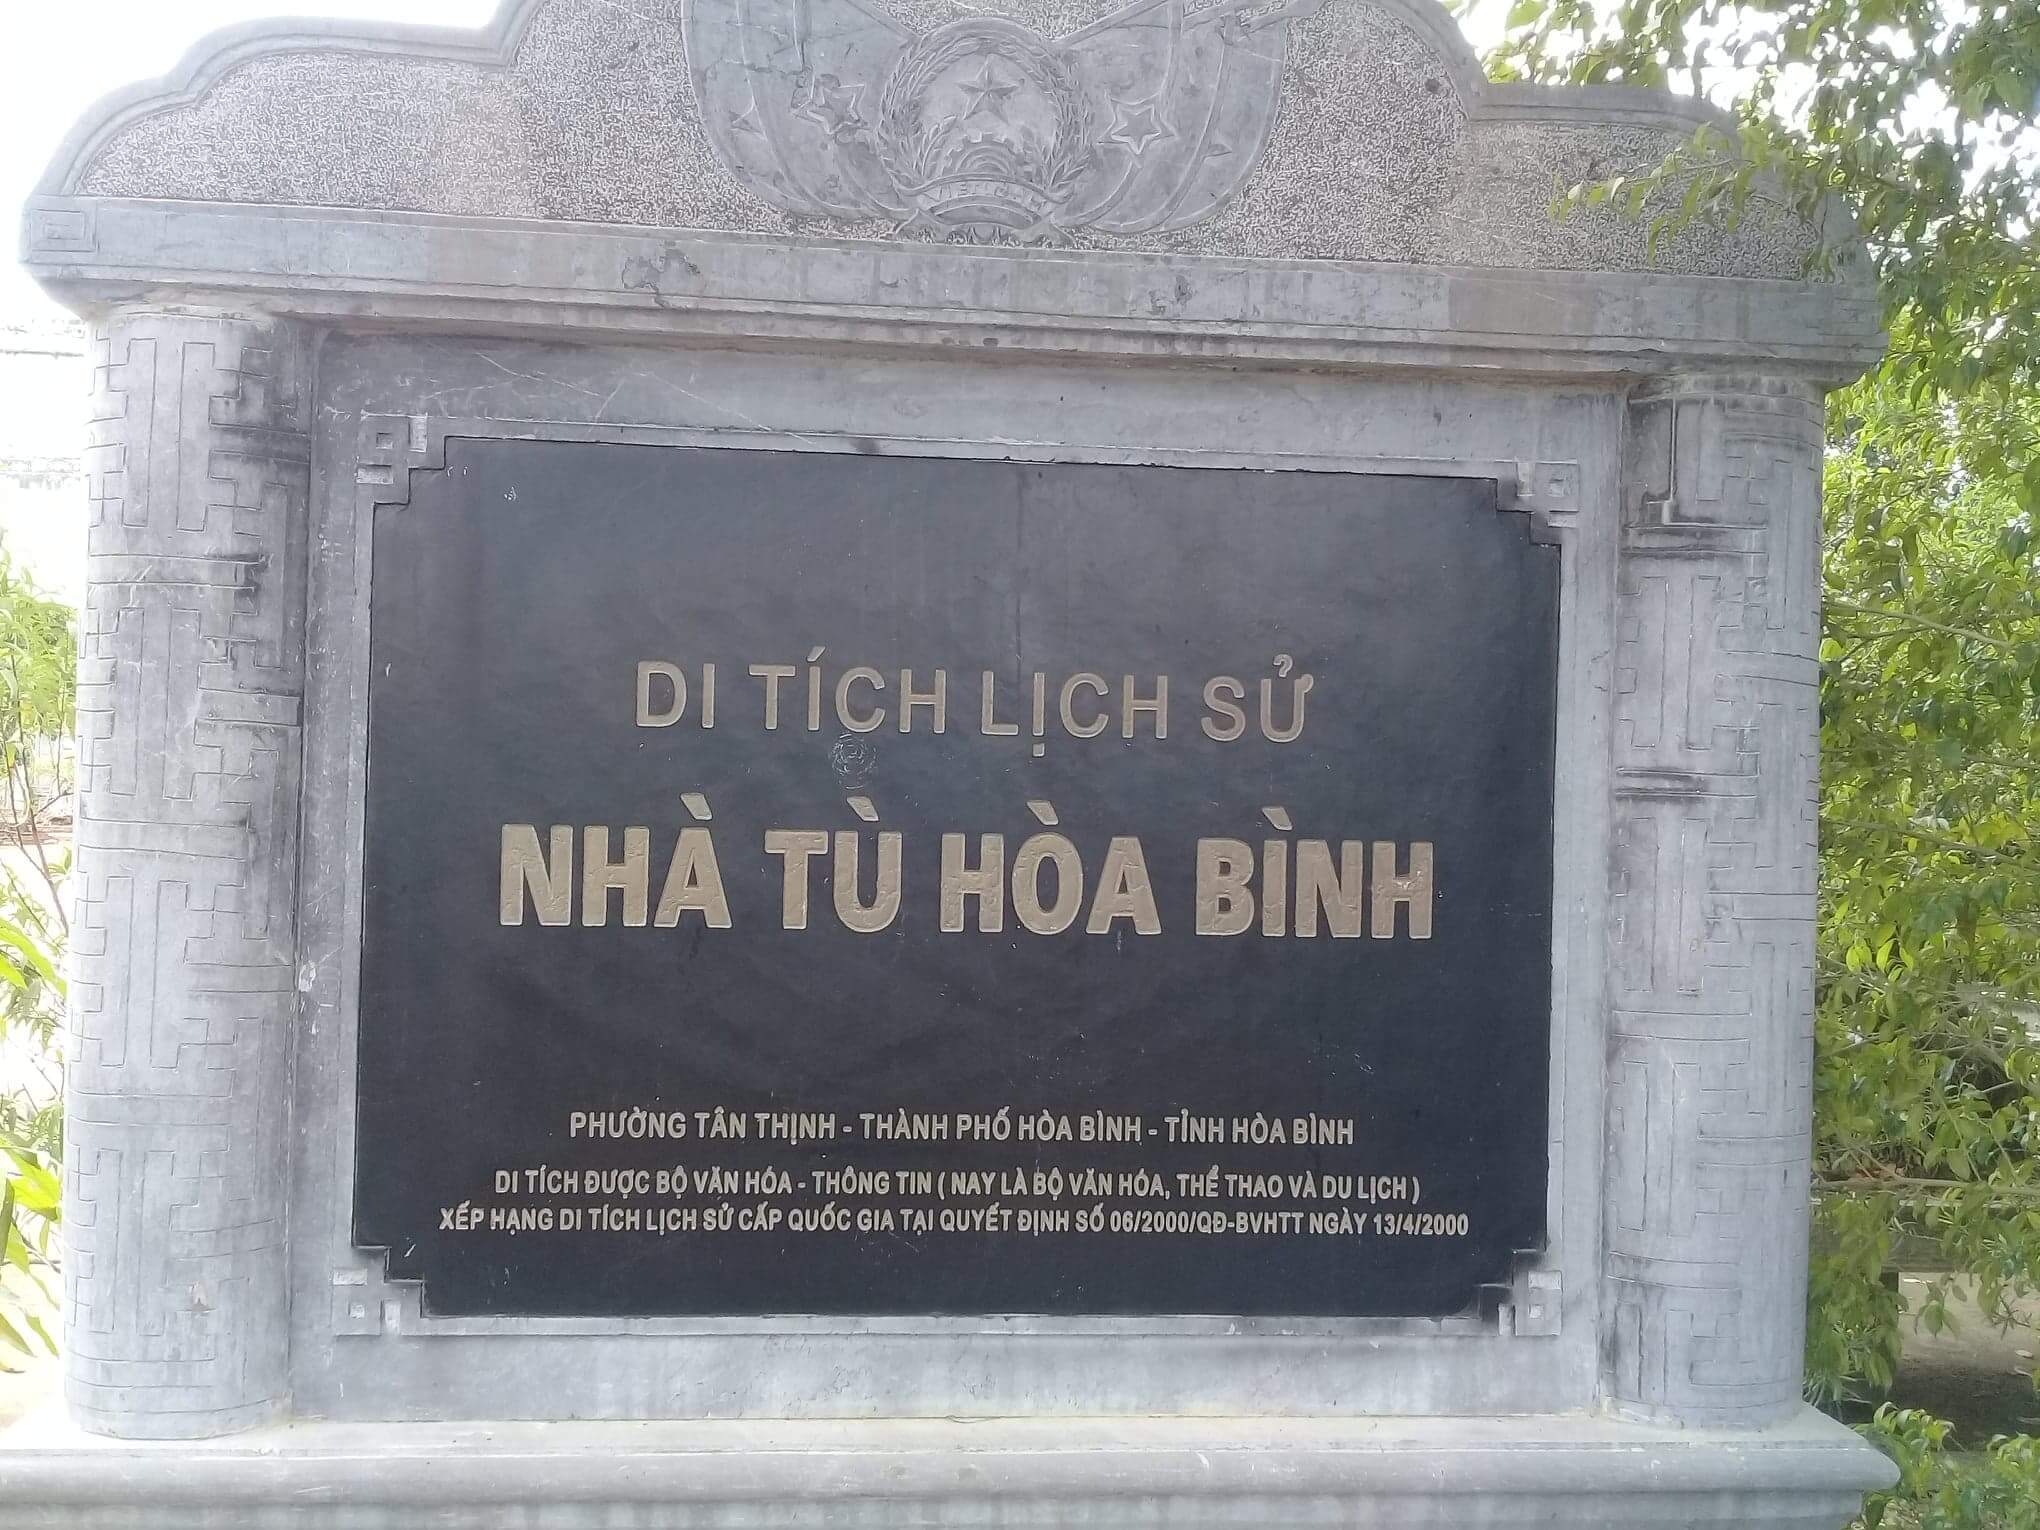 VIỆT NAM
DI TÍCH LỊCH SỬ
NHÀ TÙ HÒA BÌNH
PHƯỜNG TÂN THỊNH - THÀNH PHỐ HÒA BÌNH - TỈNH HÒA BÌNH
DI TÍCH ĐƯỢC BỘ VĂN HÓA - THÔNG TIN ( NAY LÀ BỘ VĂN HÓA, THỂ THAO VÀ DU LỊCH )
XẾP HẠNG DI TÍCH LỊCH SỬ CẤP QUỐC GIA TẠI QUYẾT ĐỊNH SỐ 06/2000/QĐ-BVHTT NGÀY 13/4/2000